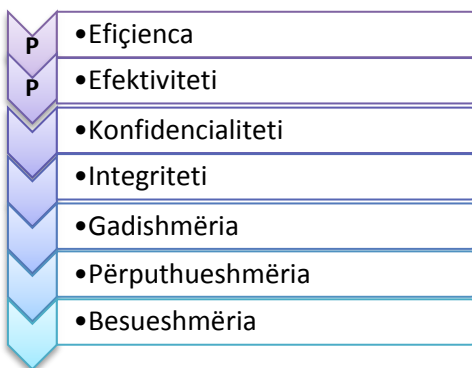 P •Efiçienca
P •Efektiviteti
•Konfidencialiteti
•Integriteti
•Gadishmëria
•Përputhueshmëria
•Besueshmëria